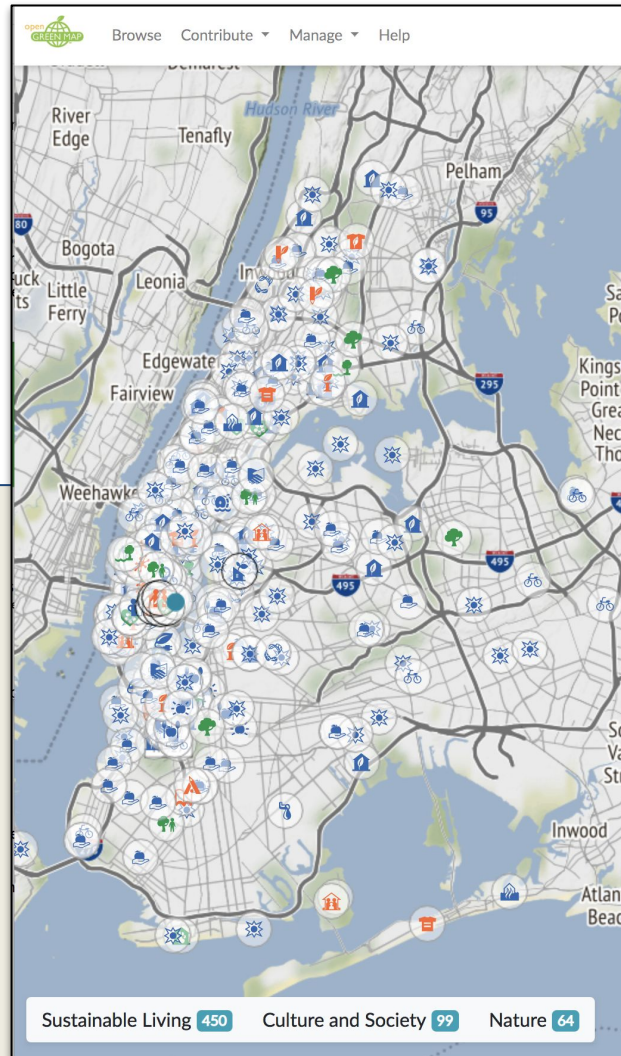 open
GREEN MAP
Browse
Contribute
Manage
Help
Demarest
Hudson River
River
Edge
Tenafly
Pelham
95
80
Bogota
Leonia
Little
Ferry
Edgewate
Fairview
295
Kings
Point
Grea
Nec
Tho
Weehawke
495
495
Inwood
Atlan
Beac
Sustainable Living 450
Culture and Society 99
Nature 64